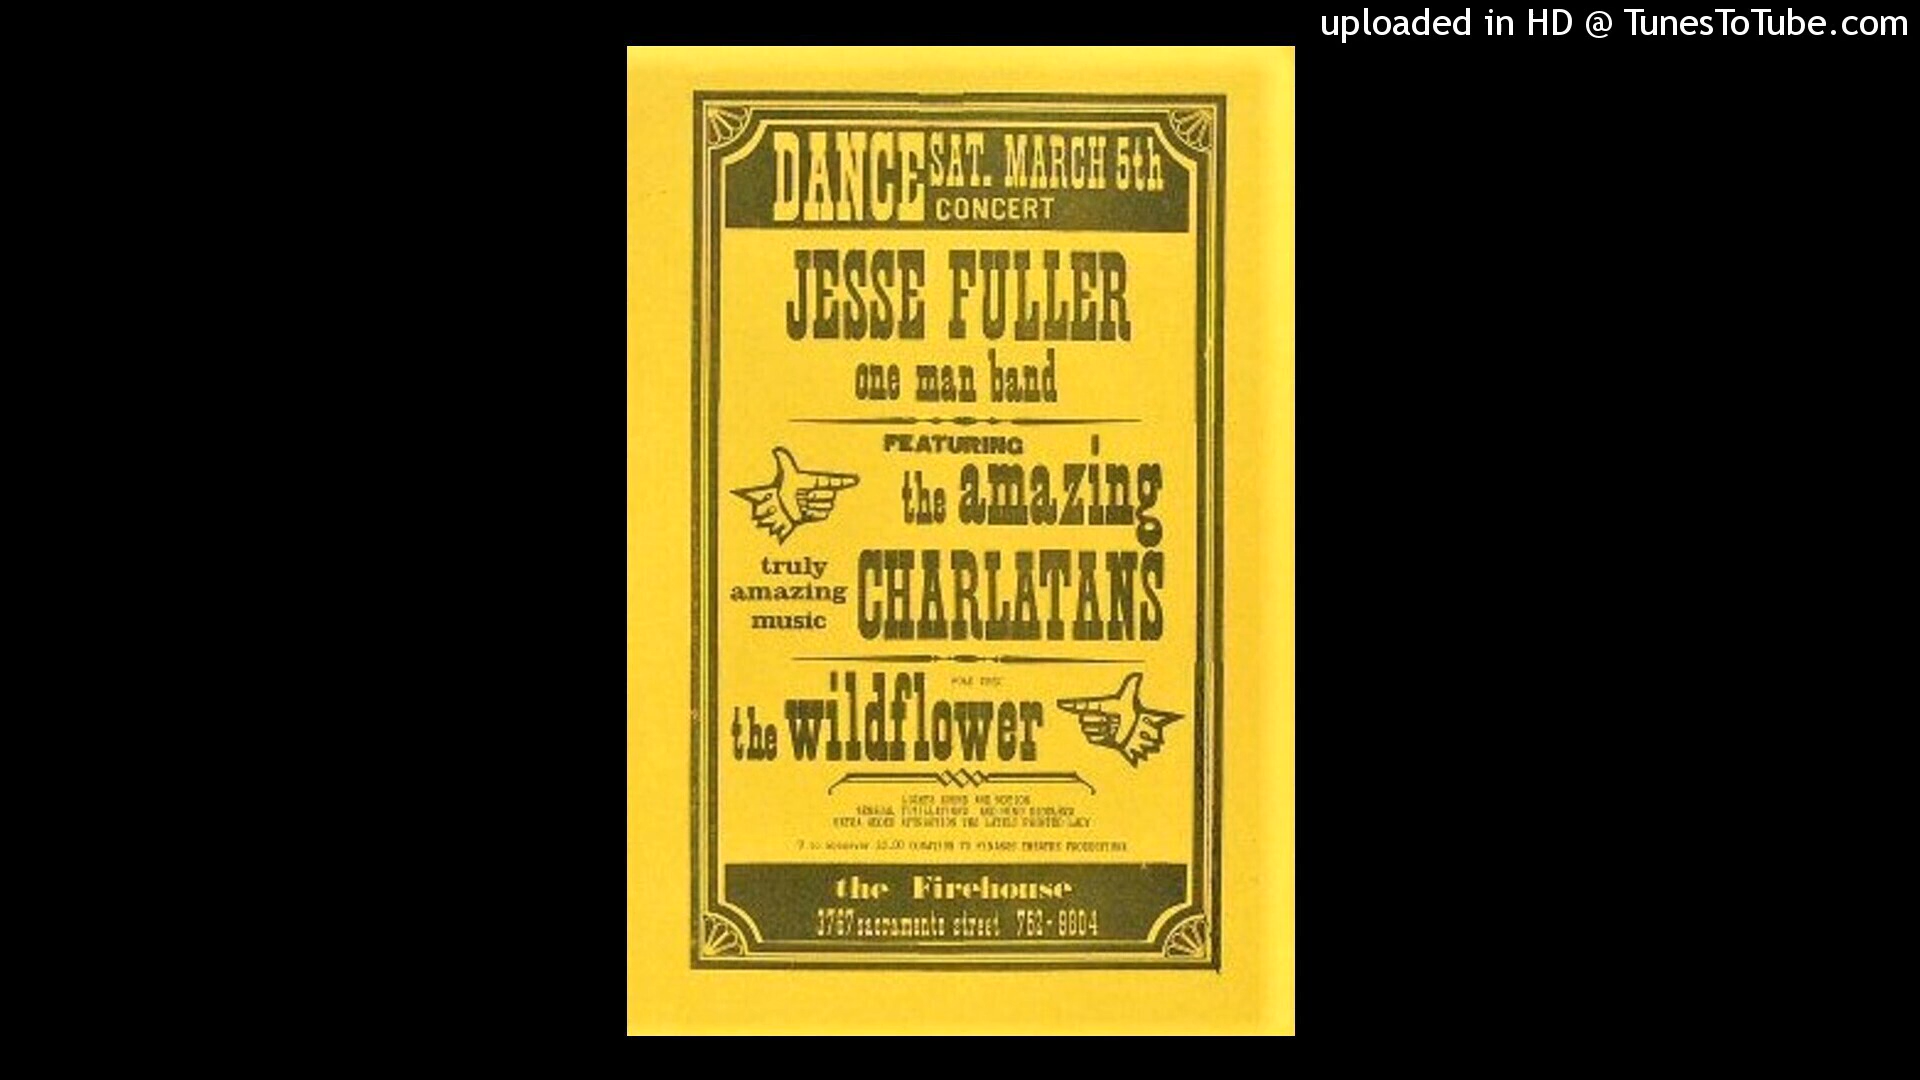 uploaded in HD @ TunesToTube.com
DANCE SAT. MARCH 5th
CONCERT
JESSE FULLER
one man band
FEATURING
the amazing
truly
amazing
music
CHARLATANS
the wildflower
the Firehouse
3767 sacramento street 752-9804